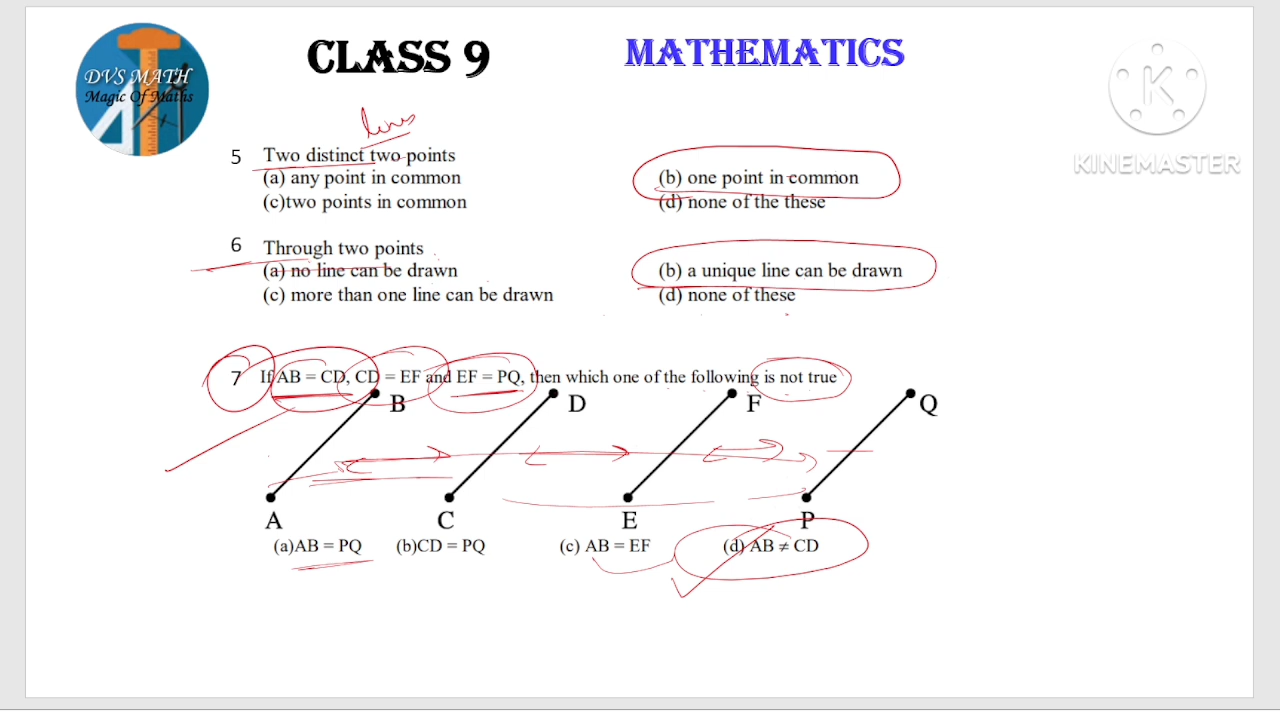 DVS MATH
Magic Of Maths
CLASS 9
MATHEMATICS
K
KINEMASTER
lines
5 Two distinct two points
(a) any point in common (b) one point in common
(c)two points in common (d) none of the these
6 Through two points
(a) no line can be drawn (b) a unique line can be drawn
(c) more than one line can be drawn (d) none of these
7 If AB = CD, CD = EF and EF = PQ, then which one of the following is not true
B D F Q
A C E P
(a)AB = PQ (b)CD = PQ (c) AB = EF (d) AB ≠ CD